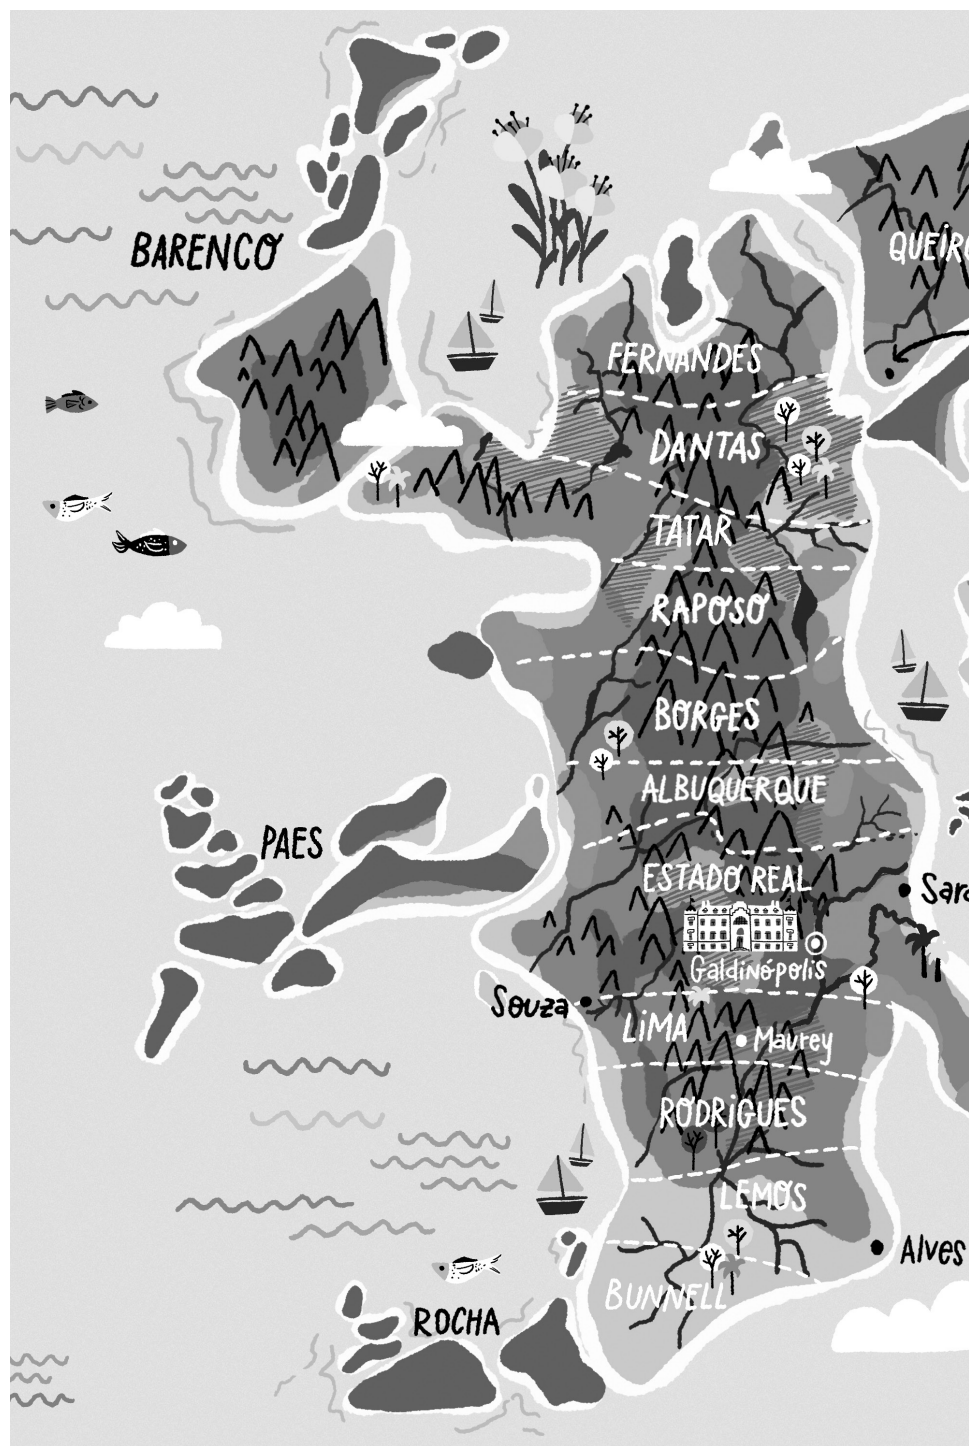 BARENCO
QUEIRO
FERNANDES
DANTAS
TATAR
RAPOSO
BORGES
ALBUQUERQUE
PAES
ESTADO REAL
Sara
Galdinópolis
Souza
LiMA
Maurey
RODRiGUES
LEMOS
Alves
BUNNELL
ROCHA